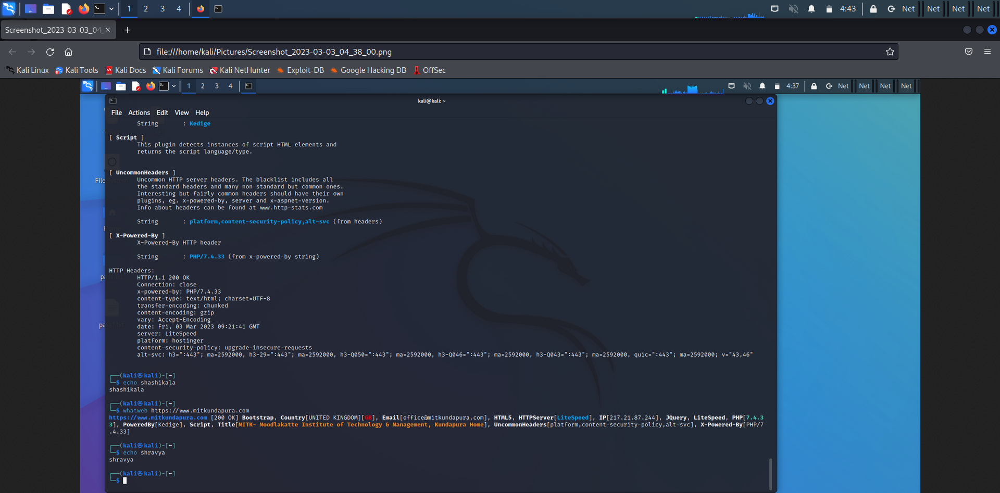 1 2 3 4 4:43 Net Net Net Net
Screenshot_2023-03-03_04
file:///home/kali/Pictures/Screenshot_2023-03-03_04_38_00.png
Kali Linux Kali Tools Kali Docs Kali Forums Kali NetHunter Exploit-DB Google Hacking DB OffSec
1 2 3 4 4:37 Net Net Net Net
kali@kali: ~
File Actions Edit View Help
String : Kedige
[ Script ]
This plugin detects instances of script HTML elements and
returns the script language/type.
[ UncommonHeaders ]
Uncommon HTTP server headers. The blacklist includes all
the standard headers and many non standard but common ones.
Interesting but fairly common headers should have their own
plugins, eg. x-powered-by, server and x-aspnet-version.
Info about headers can be found at www.http-stats.com
String : platform,content-security-policy,alt-svc (from headers)
[ X-Powered-By ]
X-Powered-By HTTP header
String : PHP/7.4.33 (from x-powered-by string)
HTTP Headers:
HTTP/1.1 200 OK
Connection: close
x-powered-by: PHP/7.4.33
content-type: text/html; charset=UTF-8
transfer-encoding: chunked
content-encoding: gzip
vary: Accept-Encoding
date: Fri, 03 Mar 2023 09:21:41 GMT
server: LiteSpeed
platform: hostinger
content-security-policy: upgrade-insecure-requests
alt-svc: h3=":443"; ma=2592000, h3-29=":443"; ma=2592000, h3-Q050=":443"; ma=2592000, h3-Q046=":443"; ma=2592000, h3-Q043=":443"; ma=2592000, quic=":443"; ma=2592000; v="43,46"
┌──(kali㉿kali)-[~]
└─$ echo shashikala
shashikala
┌──(kali㉿kali)-[~]
└─$ whatweb https://www.mitkundapura.com
https://www.mitkundapura.com [200 OK] Bootstrap, Country[UNITED KINGDOM][GB], Email[office@mitkundapura.com], HTML5, HTTPServer[LiteSpeed], IP[217.21.87.244], JQuery, LiteSpeed, PHP[7.4.3
3], PoweredBy[Kedige], Script, Title[MITK- Moodlakatte Institute of Technology & Management, Kundapura Home], UncommonHeaders[platform,content-security-policy,alt-svc], X-Powered-By[PHP/7
.4.33]
┌──(kali㉿kali)-[~]
└─$ echo shravya
shravya
┌──(kali㉿kali)-[~]
└─$